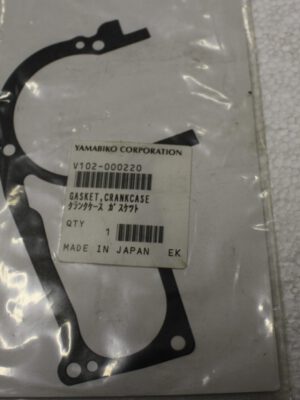 YAMABIKO CORPORATION
V102-000220
GASKET,CRANKCASE
クランクケース ガスケツト
QTY 1
MADE IN JAPAN EK